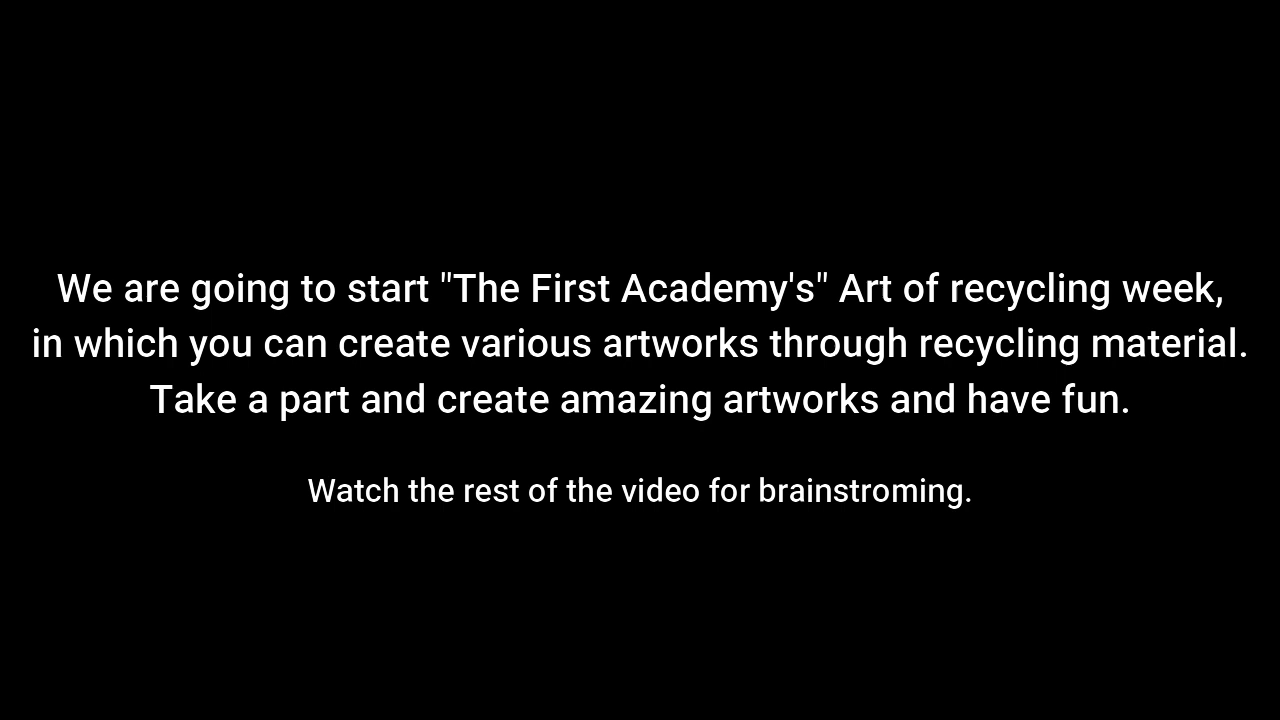 We are going to start "The First Academy's" Art of recycling week,
in which you can create various artworks through recycling material.
Take a part and create amazing artworks and have fun.
Watch the rest of the video for brainstroming.